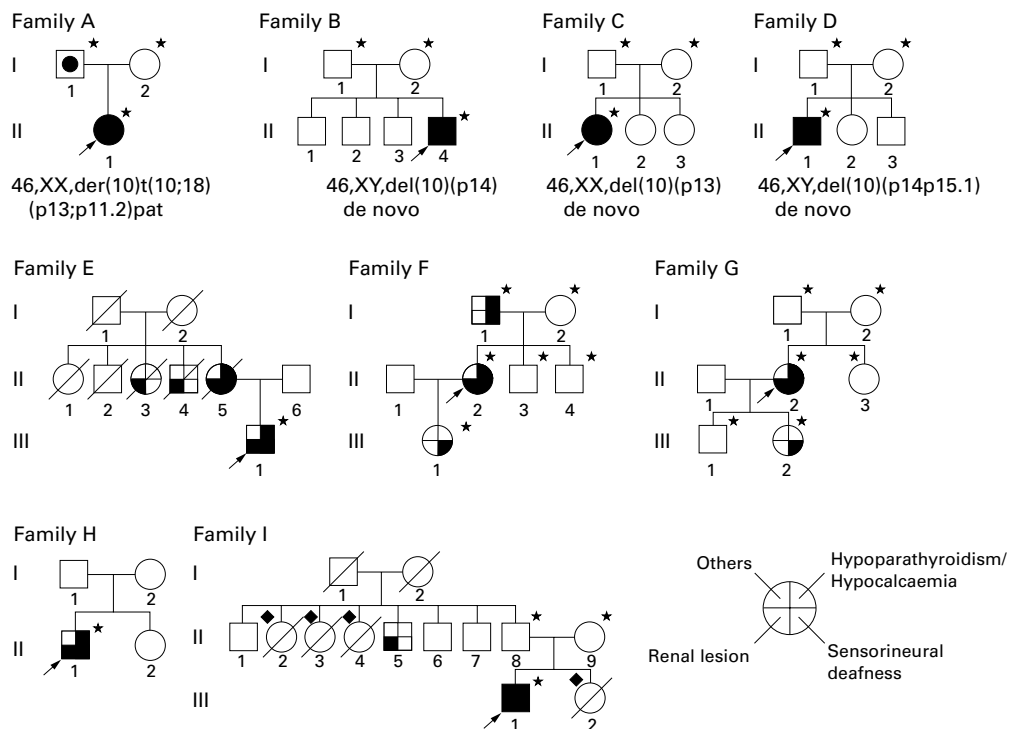 Family A
Family B
Family C
Family D
I
1
2
I
1
2
I
1
2
I
1
2
II
1
II
1
2
3
4
II
1
2
3
II
1
2
3
46,XX,der(10)t(10;18)
(p13;p11.2)pat
46,XY,del(10)(p14)
de novo
46,XX,del(10)(p13)
de novo
46,XY,del(10)(p14p15.1)
de novo
Family E
Family F
Family G
I
1
2
I
1
2
I
1
2
II
1
2
3
4
5
6
II
1
2
3
4
II
1
2
3
III
1
III
1
III
1
2
Family H
Family I
I
1
2
I
1
2
II
1
2
II
1
2
3
4
5
6
7
8
9
III
1
2
Others
Hypoparathyroidism/
Hypocalcaemia
Renal lesion
Sensorineural
deafness